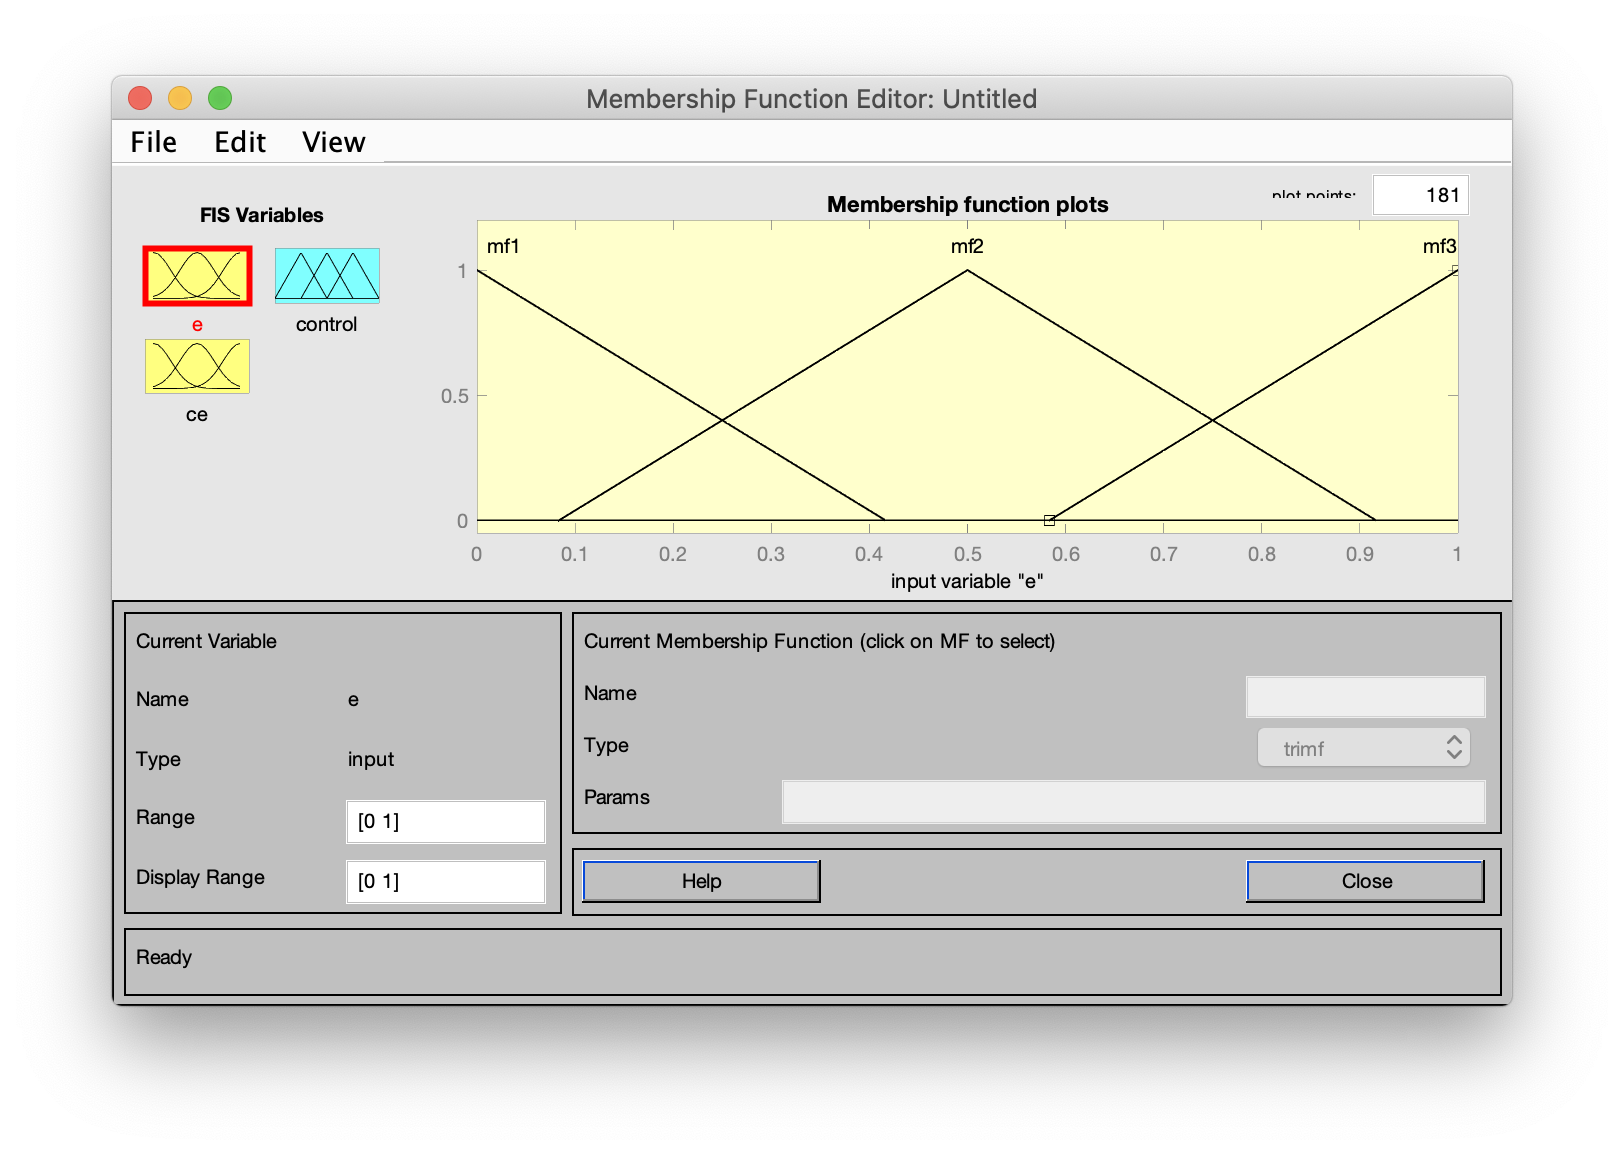 Membership Function Editor: Untitled
File Edit View
FIS Variables
e
control
ce
plot points:
181
Membership function plots
mf1
mf2
mf3
1
0.5
0
0 0.1 0.2 0.3 0.4 0.5 0.6 0.7 0.8 0.9 1
input variable "e"
Current Variable
Name e
Type input
Range [0 1]
Display Range [0 1]
Current Membership Function (click on MF to select)
Name
Type trimf
Params
Help
Close
Ready